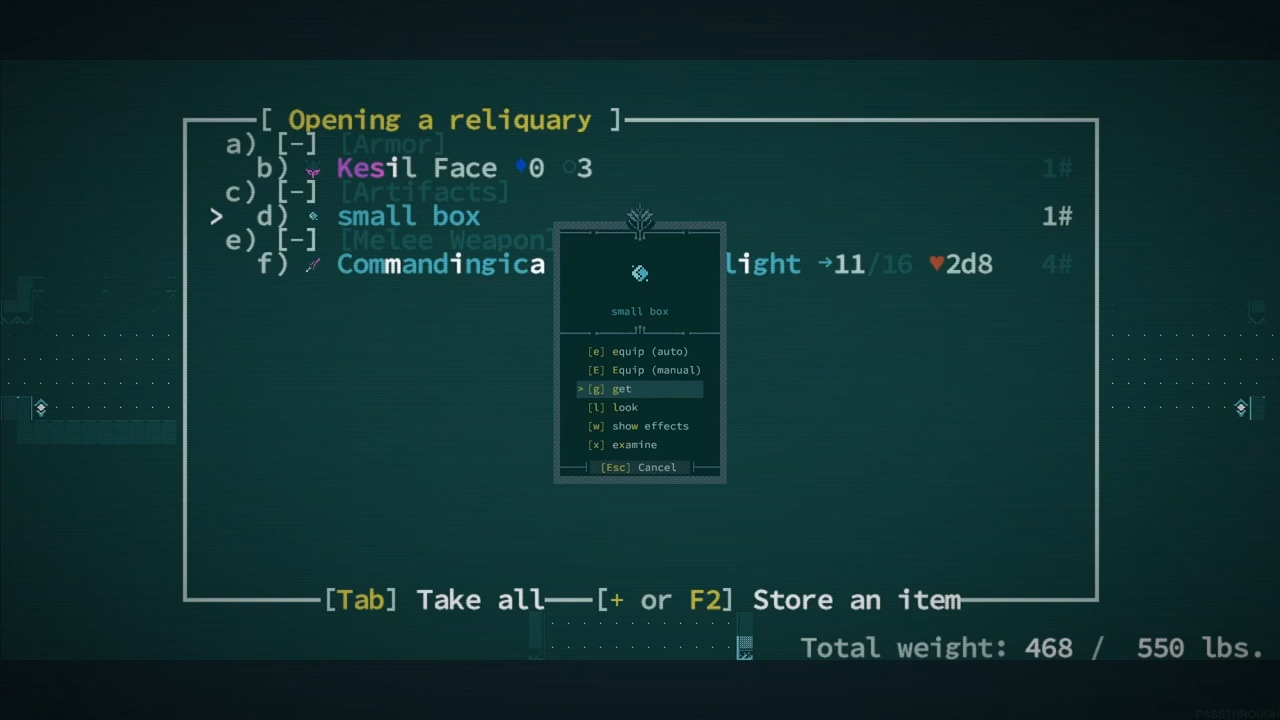 [ Opening a reliquary ]
a) [-] [Armor]
b) Kesil Face ♦0 ○3 1#
c) [-] [Artifacts]
> d) small box 1#
e) [-] [Melee Weapon]
f) Commandingica light →11/16 ♥2d8 4#
small box
[e] equip (auto)
[E] Equip (manual)
> [g] get
[l] look
[w] show effects
[x] examine
[Esc] Cancel
[Tab] Take all [+ or F2] Store an item
Total weight: 468 / 550 lbs.